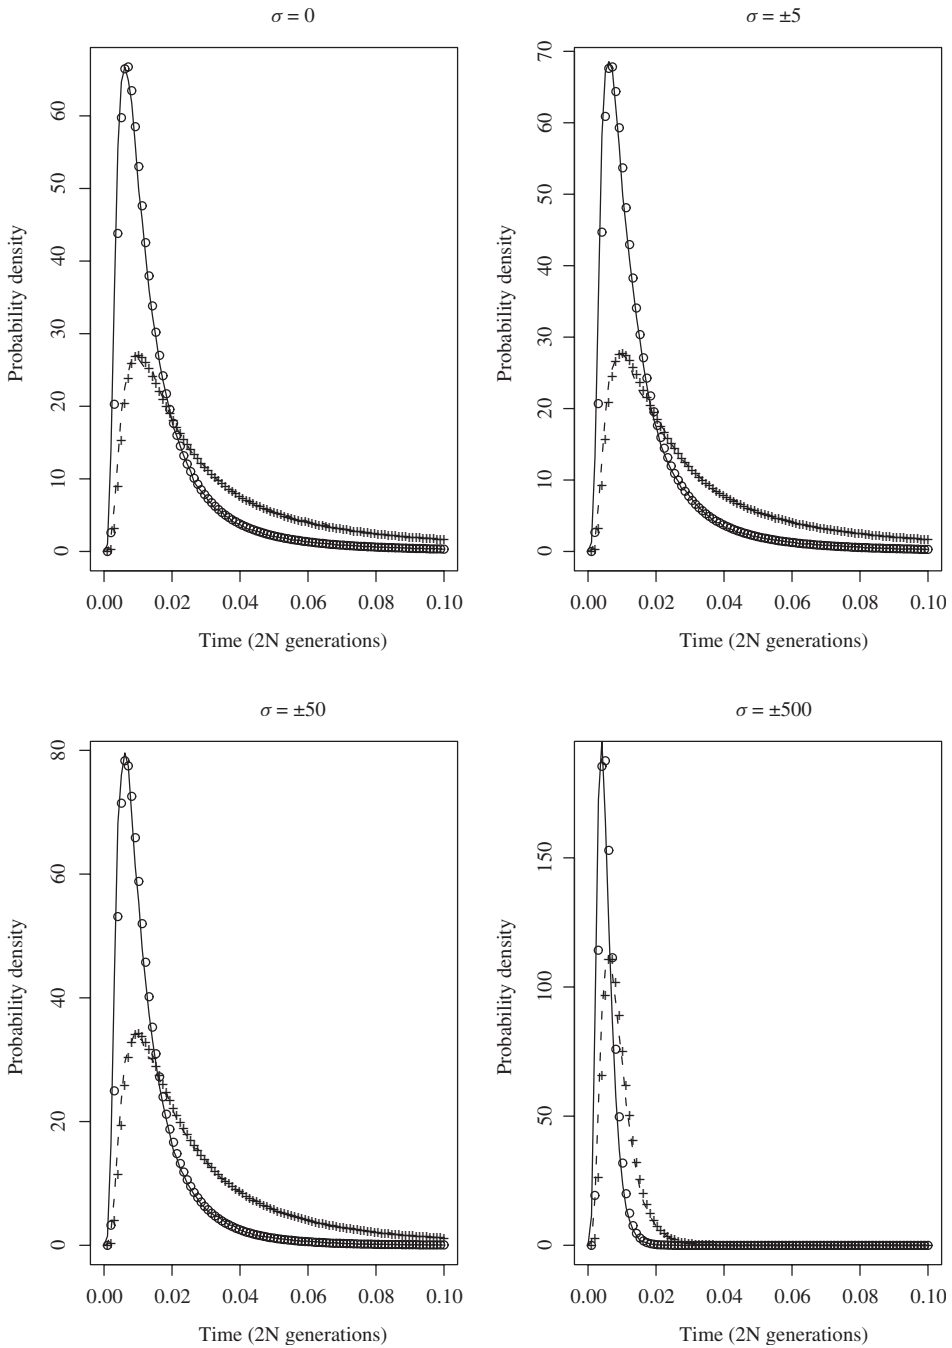 σ = 0
Probability density
60
50
40
30
20
10
0
0.00 0.02 0.04 0.06 0.08 0.10
Time (2N generations)
σ = ±5
Probability density
70
60
50
40
30
20
10
0
0.00 0.02 0.04 0.06 0.08 0.10
Time (2N generations)
σ = ±50
Probability density
80
60
40
20
0
0.00 0.02 0.04 0.06 0.08 0.10
Time (2N generations)
σ = ±500
Probability density
150
100
50
0
0.00 0.02 0.04 0.06 0.08 0.10
Time (2N generations)